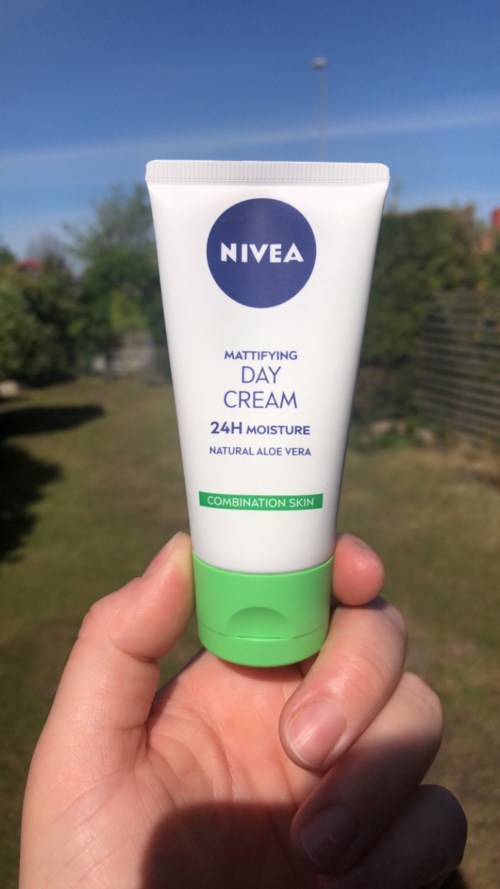 NIVEA
MATTIFYING
DAY
CREAM
24H MOISTURE
NATURAL ALOE VERA
COMBINATION SKIN